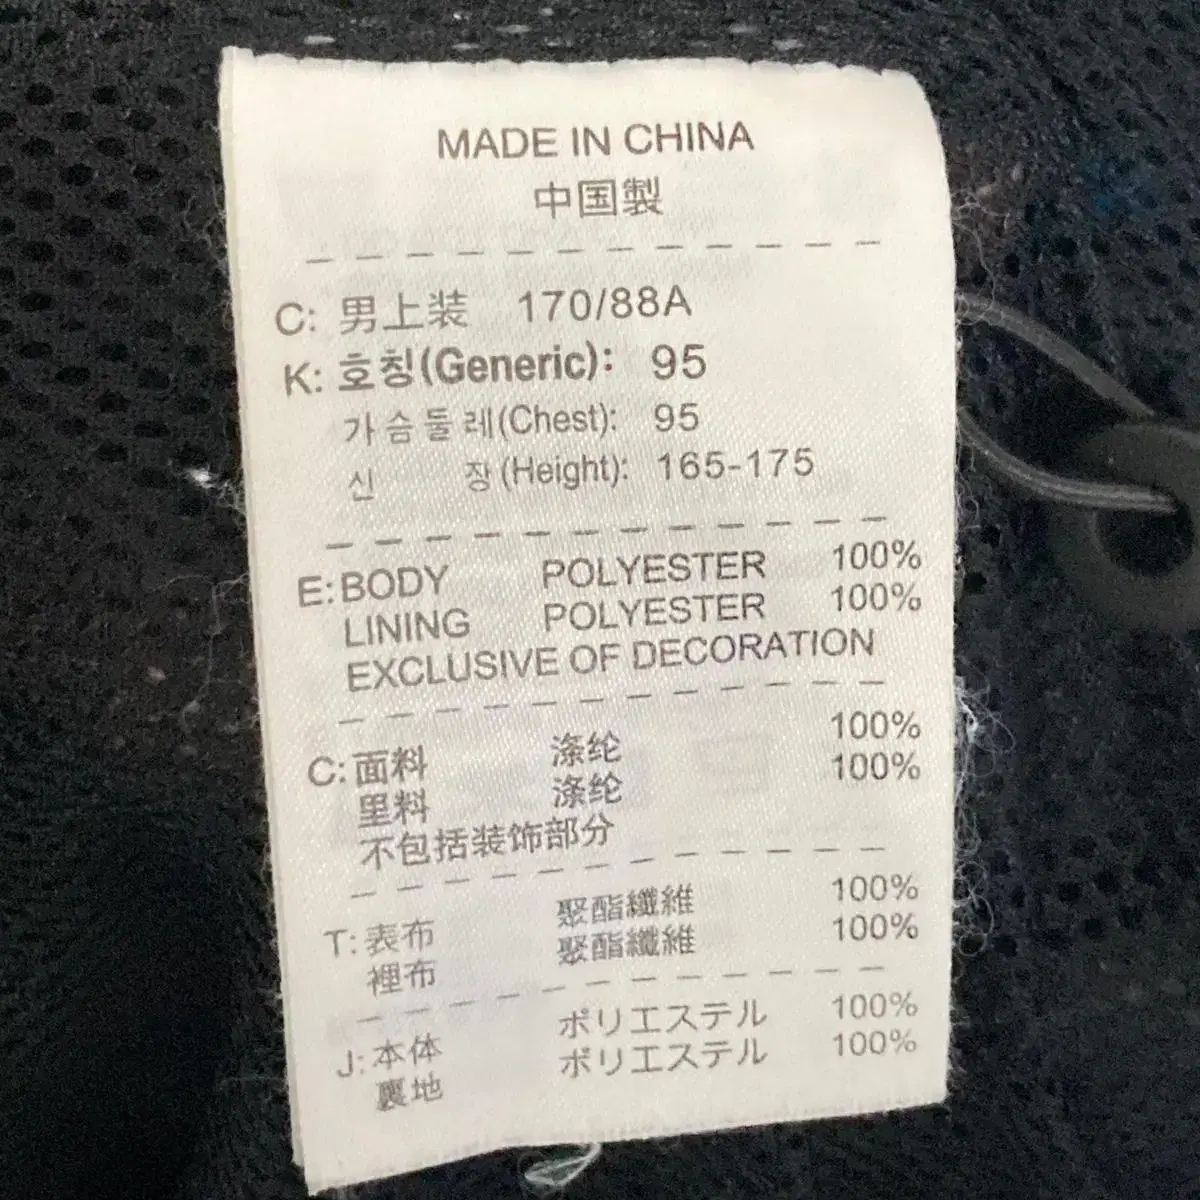 MADE IN CHINA
中国製
C: 男上装 170/88A
K: 호칭(Generic): 95
가슴둘레(Chest): 95
신 장(Height): 165-175
E: BODY POLYESTER 100%
LINING POLYESTER 100%
EXCLUSIVE OF DECORATION
C: 面料 涤纶 100%
里料 涤纶 100%
不包括装饰部分
T: 表布 聚酯纖維 100%
裡布 聚酯纖維 100%
J: 本体 ポリエステル 100%
裏地 ポリエステル 100%